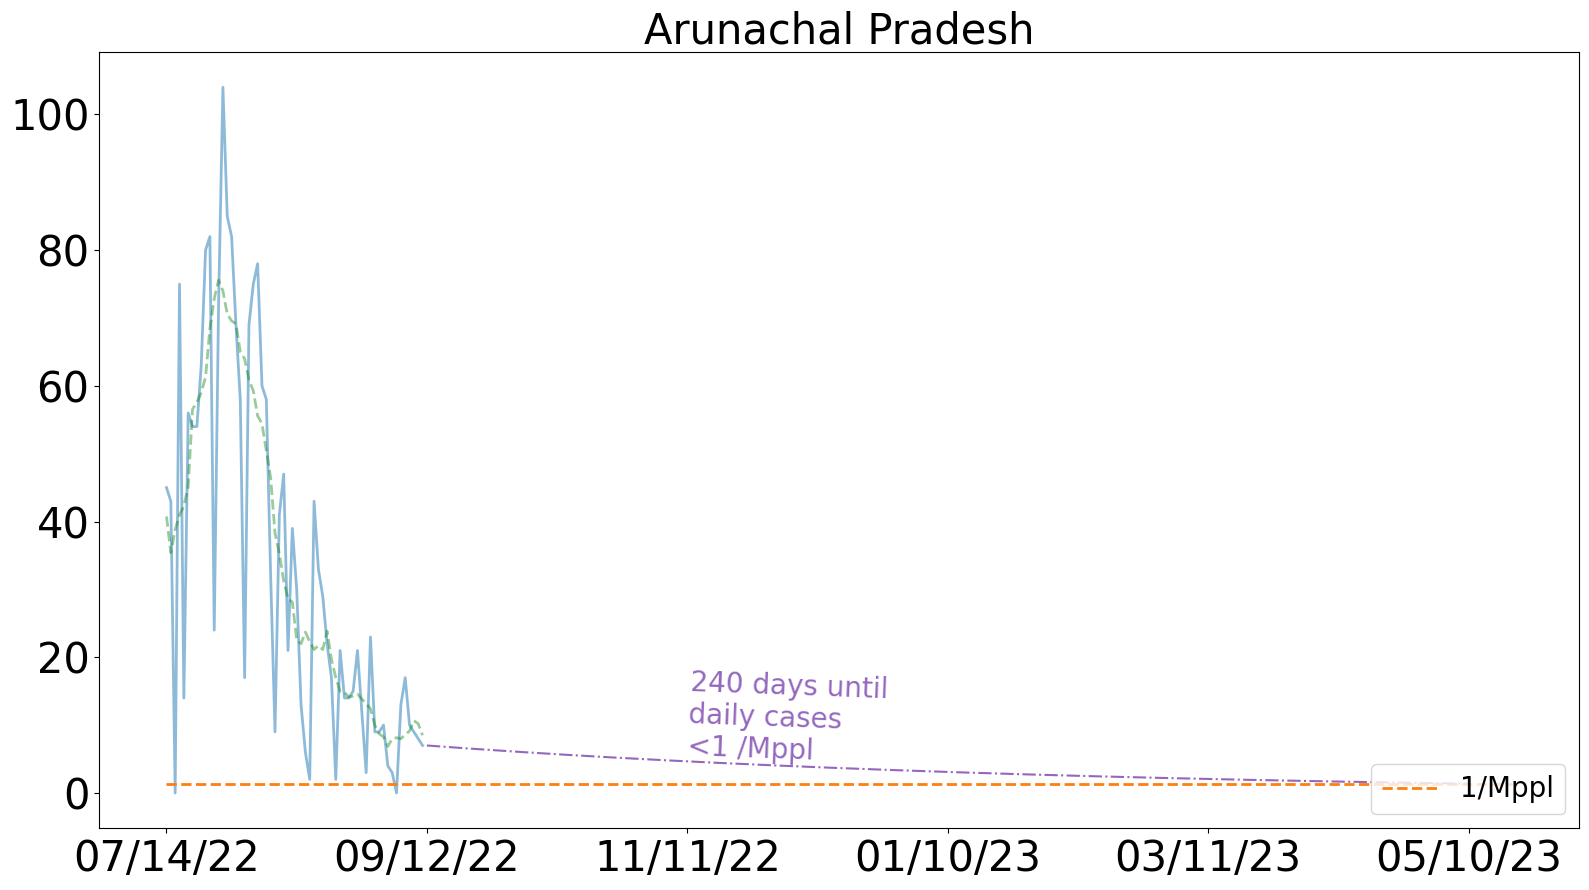 Arunachal Pradesh
100
80
60
40
20
0
240 days until
daily cases
<1 /Mppl
1/Mppl
07/14/22 09/12/22 11/11/22 01/10/23 03/11/23 05/10/23